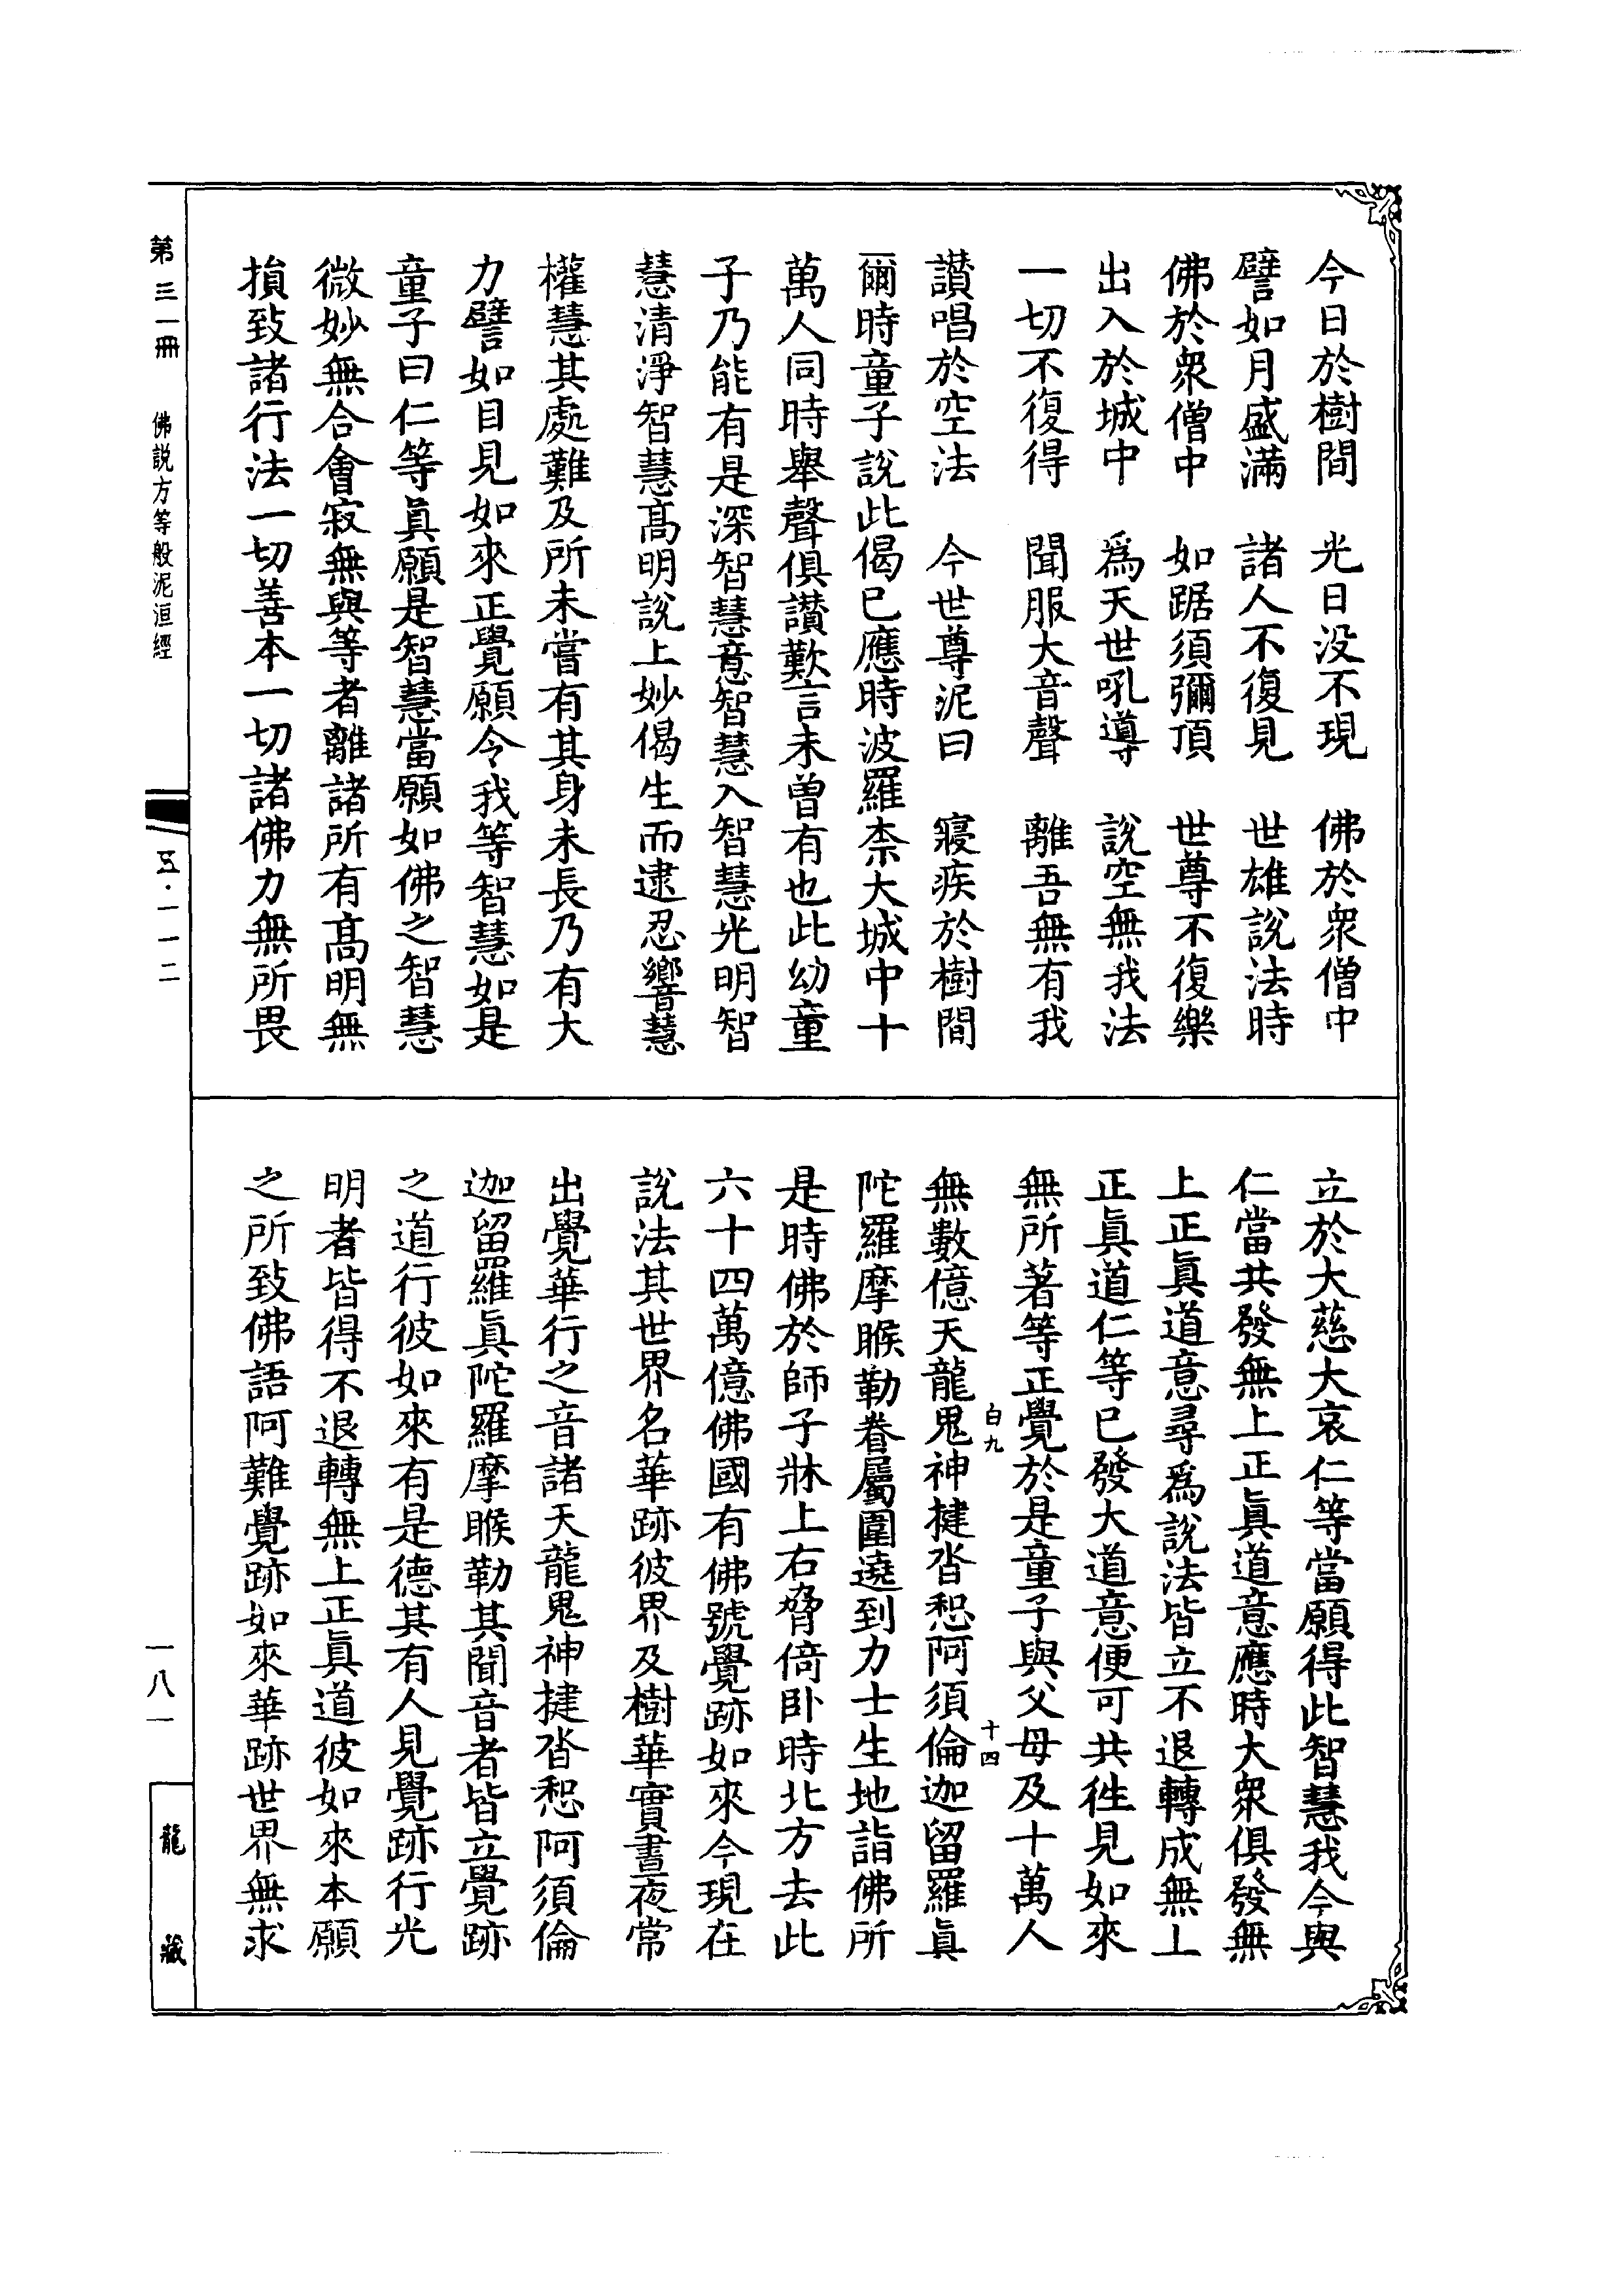 今日於樹間　光日没不現　佛於衆僧中
譬如月盛滿　諸人不復見　世雄說法時
佛於衆僧中　如踞須彌頂　世尊不復樂
出入於城中　爲天世吼導　說空無我法
一切不復得　聞服大音聲　離吾無有我
讃唱於空法　今世尊泥曰　寢疾於樹間
爾時童子說此偈已應時波羅柰大城中十
萬人同時舉聲俱讃歎言未曾有也此幼童
子乃能有是深智慧意智慧入智慧光明智
慧清淨智慧高明說上妙偈生而逮忍響慧
權慧其處難及所未嘗有其身未長乃有大
力譬如目見如來正覺願令我等智慧如是
童子曰仁等眞願是智慧當願如佛之智慧
微妙無合會寂無與等者離諸所有高明無
損致諸行法一切善本一切諸佛力無所畏
立於大慈大哀仁等當願得此智慧我今與
仁當共發無上正眞道意應時大衆俱發無
上正眞道意尋爲說法皆立不退轉成無上
正眞道仁等已發大道意便可共徃見如來
無所著等正覺於是童子與父母及十萬人
白九　十四
無數億天龍鬼神揵沓惒阿須倫迦留羅眞
陀羅摩睺勒眷屬圍遶到力士生地詣佛所
是時佛於師子牀上右脅倚卧時北方去此
六十四萬億佛國有佛號覺跡如來今現在
說法其世界名華跡彼界及樹華實晝夜常
出覺華行之音諸天龍鬼神揵沓惒阿須倫
迦留羅眞陀羅摩睺勒其聞音者皆立覺跡
之道行彼如來有是德其有人見覺跡行光
明者皆得不退轉無上正眞道彼如來本願
之所致佛語阿難覺跡如來華跡世界無求
第三一冊　佛説方等般泥洹經
五·一一二
一八一
龍藏